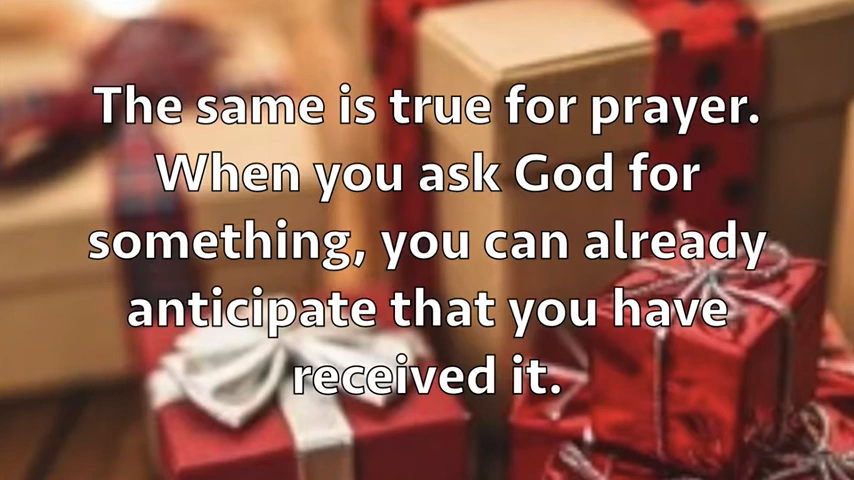 The same is true for prayer.
When you ask God for
something, you can already
anticipate that you have
received it.